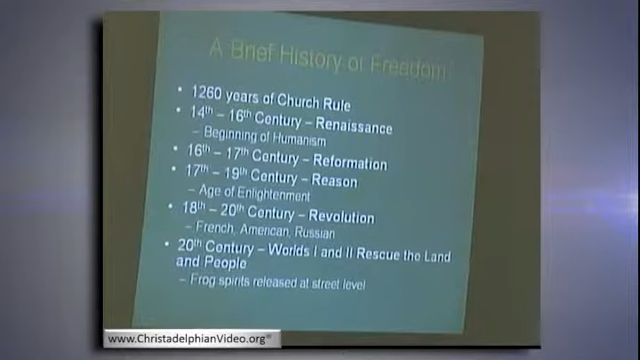 A Brief History of Freedom
• 1260 years of Church Rule
• 14th – 16th Century – Renaissance
– Beginning of Humanism
• 16th – 17th Century – Reformation
• 17th – 19th Century – Reason
– Age of Enlightenment
• 18th – 20th Century – Revolution
– French, American, Russian
• 20th Century – Worlds I and II Rescue the Land
and People
– Frog spirits released at street level
www.ChristadelphianVideo.org®